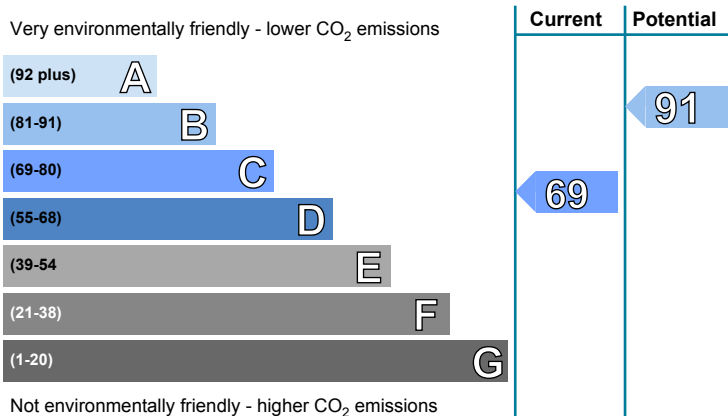 Very environmentally friendly - lower CO2 emissions
Current
Potential
(92 plus) A
(81-91) B
(69-80) C
(55-68) D
(39-54 E
(21-38) F
(1-20) G
69
91
Not environmentally friendly - higher CO2 emissions